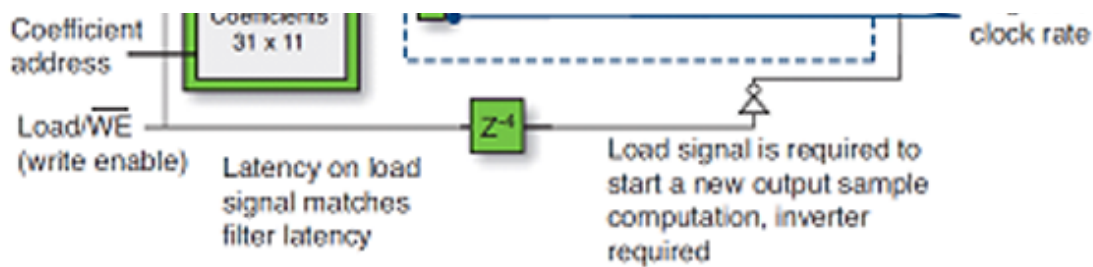 Coefficients
31 x 11
Coefficient
address
clock rate
Load/WE
(write enable)
Z-4
Latency on load
signal matches
filter latency
Load signal is required to
start a new output sample
computation, inverter
required